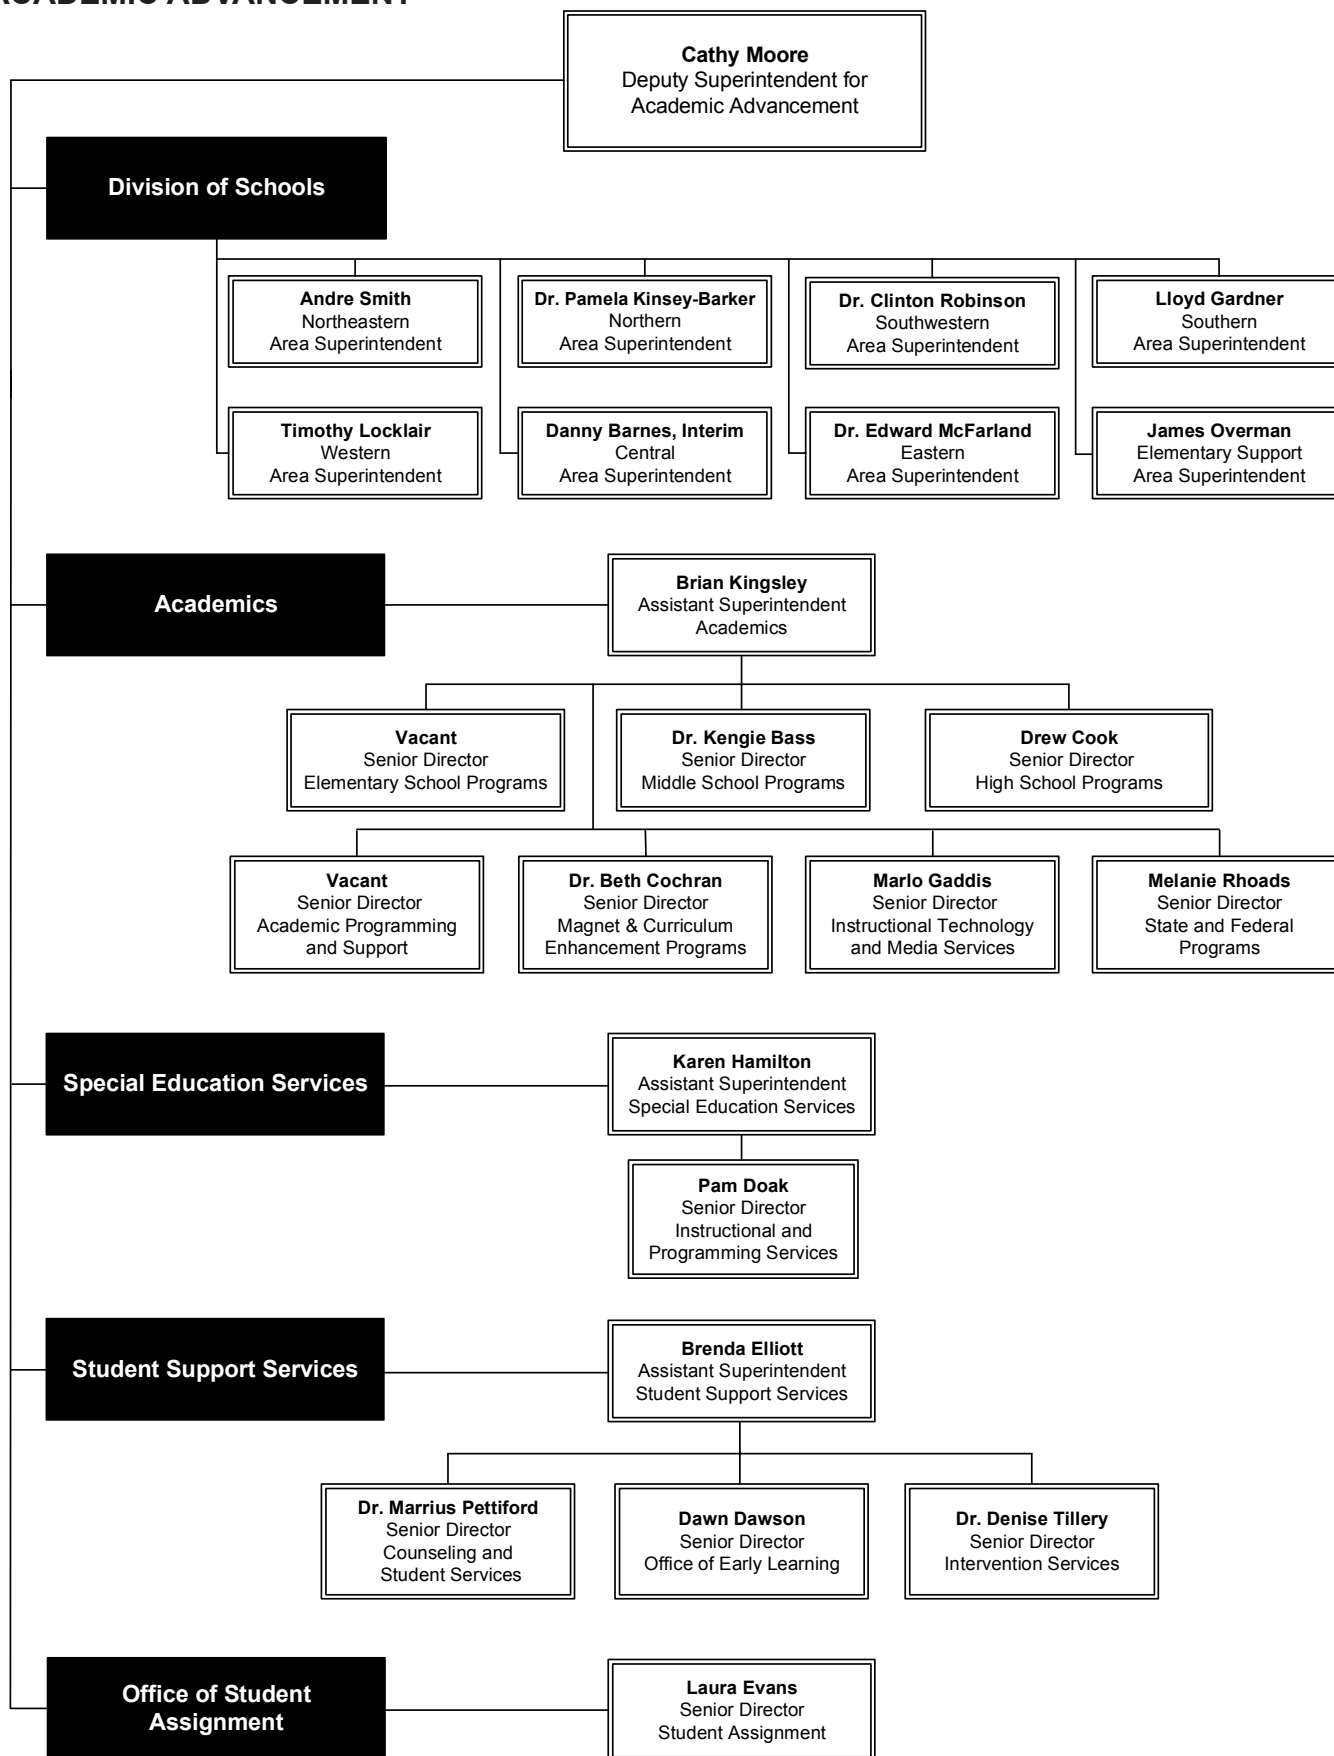 ACADEMIC ADVANCEMENT
Cathy Moore
Deputy Superintendent for
Academic Advancement
Division of Schools
Andre Smith
Northeastern
Area Superintendent
Dr. Pamela Kinsey-Barker
Northern
Area Superintendent
Dr. Clinton Robinson
Southwestern
Area Superintendent
Lloyd Gardner
Southern
Area Superintendent
Timothy Locklair
Western
Area Superintendent
Danny Barnes, Interim
Central
Area Superintendent
Dr. Edward McFarland
Eastern
Area Superintendent
James Overman
Elementary Support
Area Superintendent
Academics
Brian Kingsley
Assistant Superintendent
Academics
Vacant
Senior Director
Elementary School Programs
Dr. Kengie Bass
Senior Director
Middle School Programs
Drew Cook
Senior Director
High School Programs
Vacant
Senior Director
Academic Programming
and Support
Dr. Beth Cochran
Senior Director
Magnet & Curriculum
Enhancement Programs
Marlo Gaddis
Senior Director
Instructional Technology
and Media Services
Melanie Rhoads
Senior Director
State and Federal
Programs
Special Education Services
Karen Hamilton
Assistant Superintendent
Special Education Services
Pam Doak
Senior Director
Instructional and
Programming Services
Student Support Services
Brenda Elliott
Assistant Superintendent
Student Support Services
Dr. Marrius Pettiford
Senior Director
Counseling and
Student Services
Dawn Dawson
Senior Director
Office of Early Learning
Dr. Denise Tillery
Senior Director
Intervention Services
Office of Student
Assignment
Laura Evans
Senior Director
Student Assignment